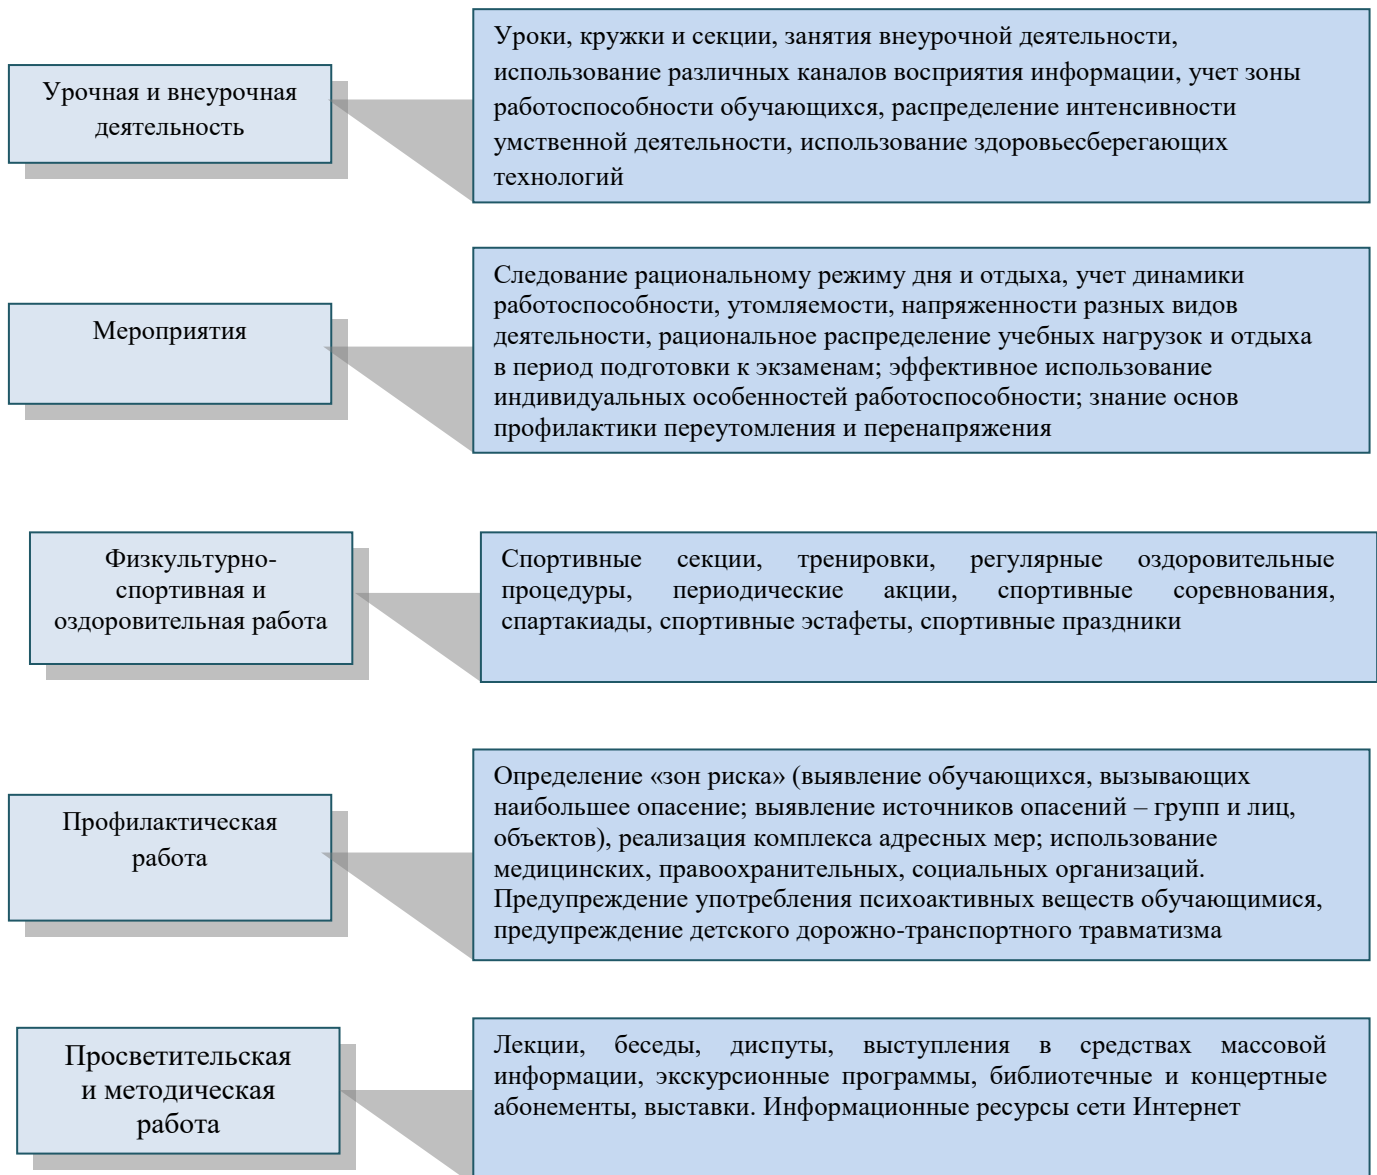 Урочная и внеурочная
деятельность
Уроки, кружки и секции, занятия внеурочной деятельности,
использование различных каналов восприятия информации, учет зоны
работоспособности обучающихся, распределение интенсивности
умственной деятельности, использование здоровьесберегающих
технологий
Мероприятия
Следование рациональному режиму дня и отдыха, учет динамики
работоспособности, утомляемости, напряженности разных видов
деятельности, рациональное распределение учебных нагрузок и отдыха
в период подготовки к экзаменам; эффективное использование
индивидуальных особенностей работоспособности; знание основ
профилактики переутомления и перенапряжения
Физкультурно-
спортивная и
оздоровительная работа
Спортивные секции, тренировки, регулярные оздоровительные
процедуры, периодические акции, спортивные соревнования,
спартакиады, спортивные эстафеты, спортивные праздники
Профилактическая
работа
Определение «зон риска» (выявление обучающихся, вызывающих
наибольшее опасение; выявление источников опасений – групп и лиц,
объектов), реализация комплекса адресных мер; использование
медицинских, правоохранительных, социальных организаций.
Предупреждение употребления психоактивных веществ обучающимися,
предупреждение детского дорожно-транспортного травматизма
Просветительская
и методическая
работа
Лекции, беседы, диспуты, выступления в средствах массовой
информации, экскурсионные программы, библиотечные и концертные
абонементы, выставки. Информационные ресурсы сети Интернет